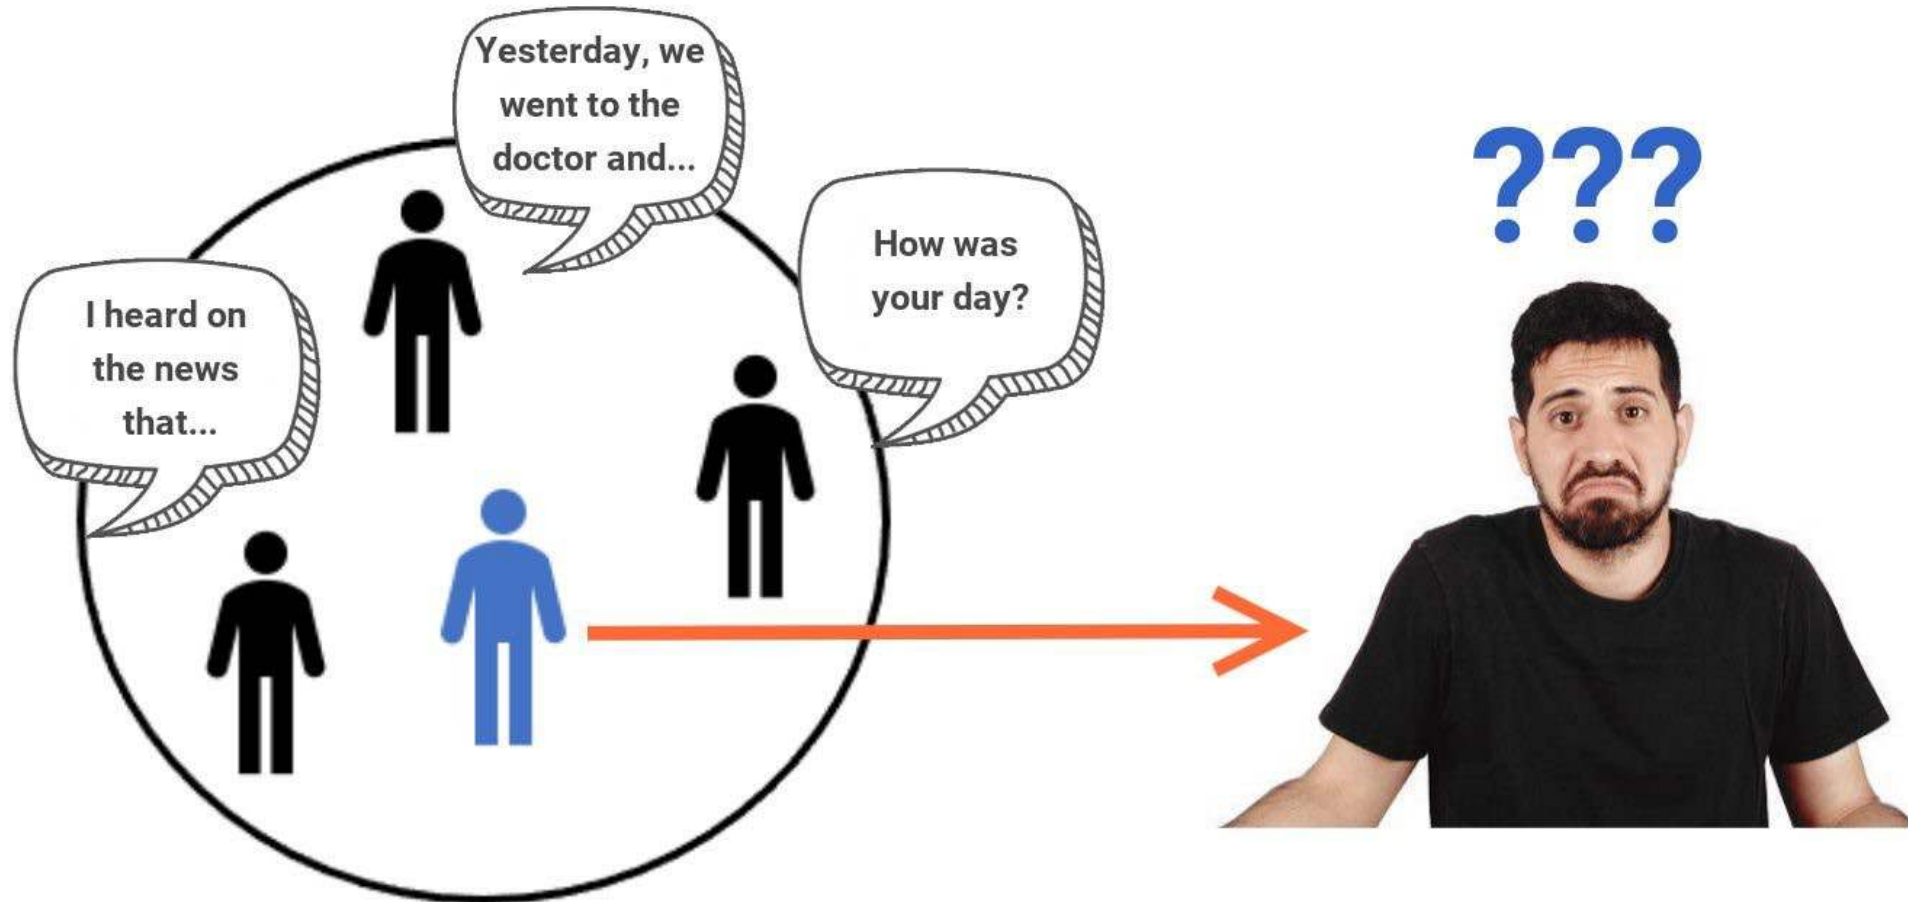 Yesterday, we
went to the
doctor and...
How was
your day?
I heard on
the news
that...
???